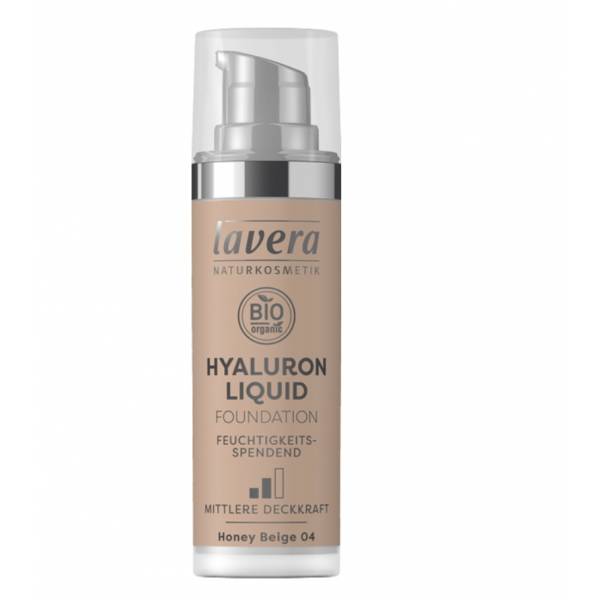 lavera
NATURKOSMETIK
BIO
organic
HYALURON
LIQUID
FOUNDATION
FEUCHTIGKEITS-
SPENDEND
MITTLERE DECKKRAFT
Honey Beige 04